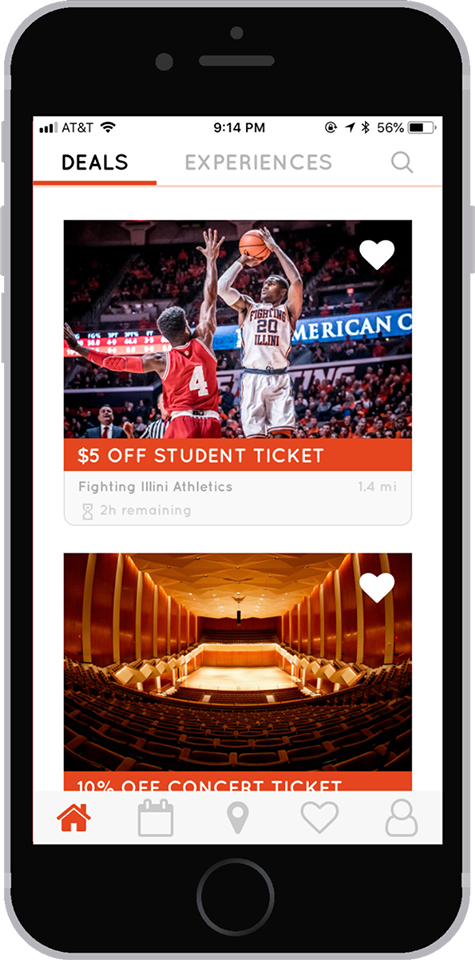 AT&T 9:14 PM 56%
DEALS EXPERIENCES
MERICAN C
FIGHTING
20
ILLINI
4
$5 OFF STUDENT TICKET
Fighting Illini Athletics 1.4 mi
2h remaining
10% OFF CONCERT TICKET